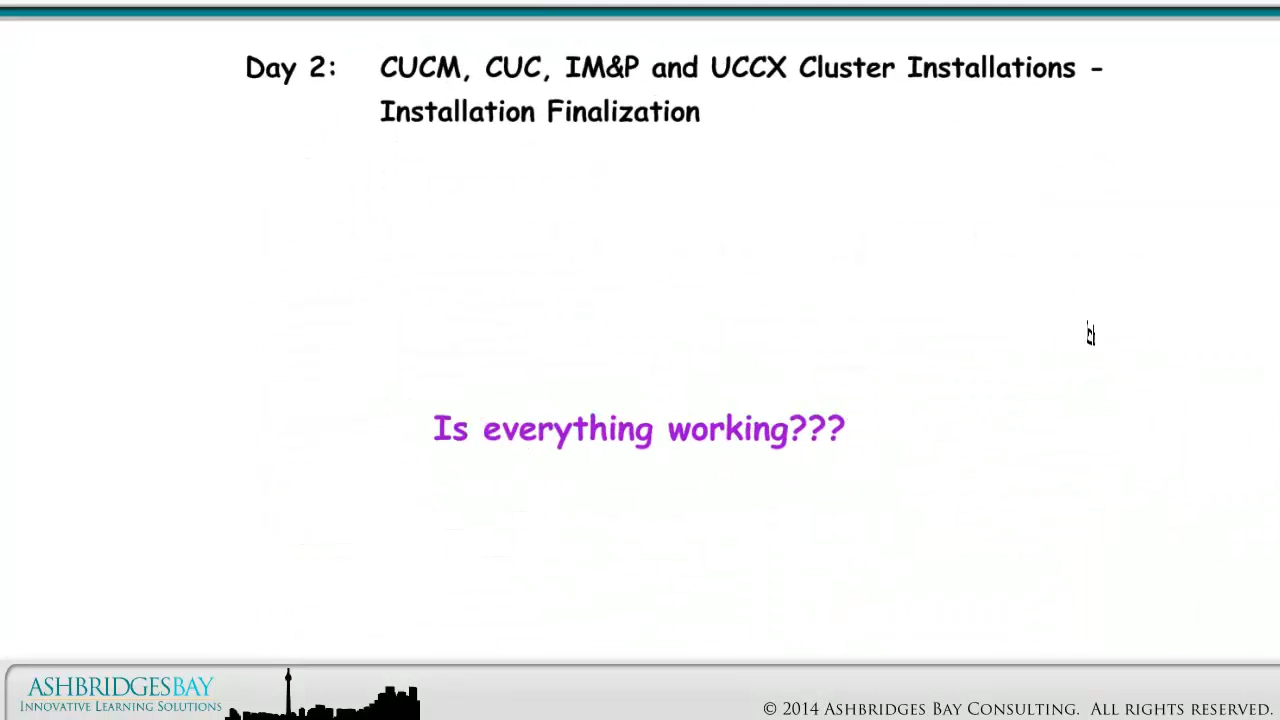 Day 2: CUCM, CUC, IM&P and UCCX Cluster Installations -
Installation Finalization
Is everything working???
ASHBRIDGESBAY
INNOVATIVE LEARNING SOLUTIONS
© 2014 ASHBRIDGES BAY CONSULTING. ALL RIGHTS RESERVED.